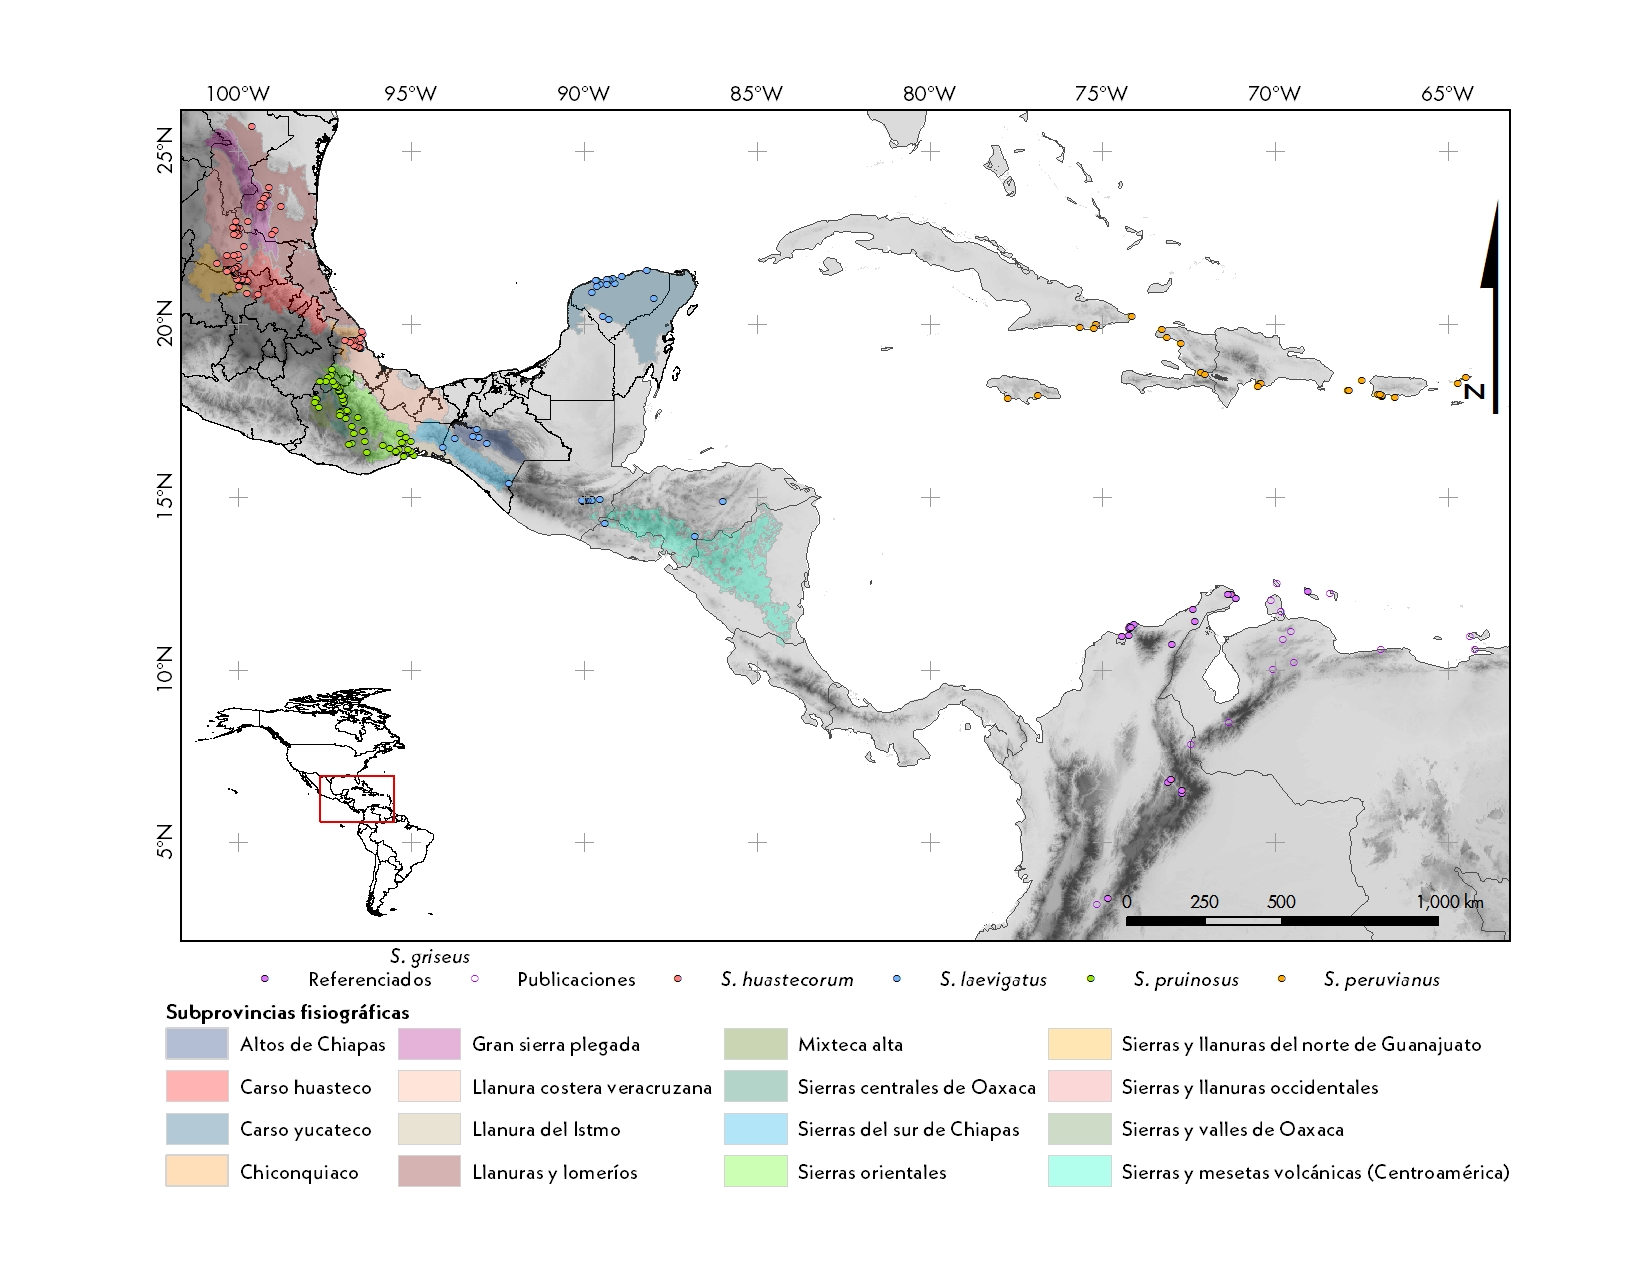 100°W 95°W 90°W 85°W 80°W 75°W 70°W 65°W
25°N
20°N
15°N
10°N
5°N
N
0 250 500 1,000 km
S. griseus
Referenciados Publicaciones S. huastecorum S. laevigatus S. pruinosus S. peruvianus
Subprovincias fisiográficas
Altos de Chiapas Gran sierra plegada Mixteca alta Sierras y llanuras del norte de Guanajuato
Carso huasteco Llanura costera veracruzana Sierras centrales de Oaxaca Sierras y llanuras occidentales
Carso yucateco Llanura del Istmo Sierras del sur de Chiapas Sierras y valles de Oaxaca
Chiconquiaco Llanuras y lomeríos Sierras orientales Sierras y mesetas volcánicas (Centroamérica)